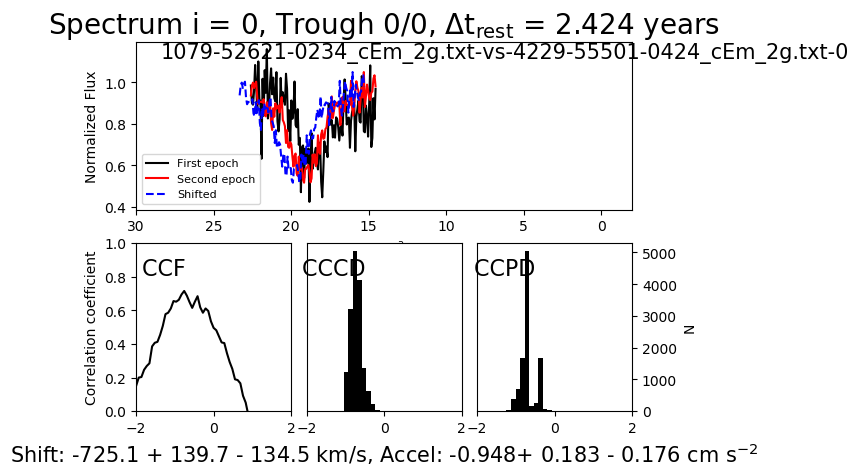 Spectrum i = 0, Trough 0/0, Δt_rest = 2.424 years
1079-52621-0234_cEm_2g.txt-vs-4229-55501-0424_cEm_2g.txt-0
Normalized Flux
1.0
0.8
0.6
0.4
First epoch
Second epoch
Shifted
30 25 20 15 10 5 0
Correlation coefficient
1.0
0.8
0.6
0.4
0.2
0.0
CCF
CCCD
CCPD
5000
4000
3000
2000
1000
0
N
−2 0 2
−2 0 2
−2 0 2
Shift: -725.1 + 139.7 - 134.5 km/s, Accel: -0.948+ 0.183 - 0.176 cm s⁻²